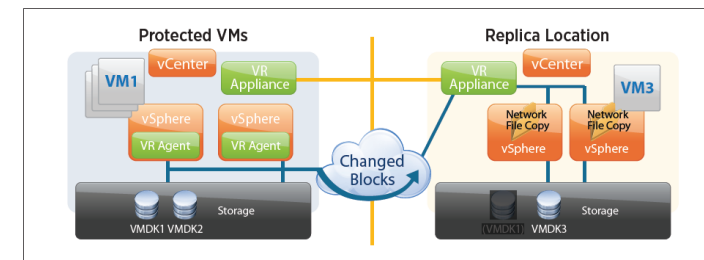 Protected VMs
Replica Location
vCenter
VM1
VR
Appliance
vSphere
VR Agent
vSphere
VR Agent
Changed
Blocks
Storage
VMDK1 VMDK2
VR
Appliance
vCenter
VM3
Network
File Copy
vSphere
Network
File Copy
vSphere
(VMDK1)
VMDK3
Storage